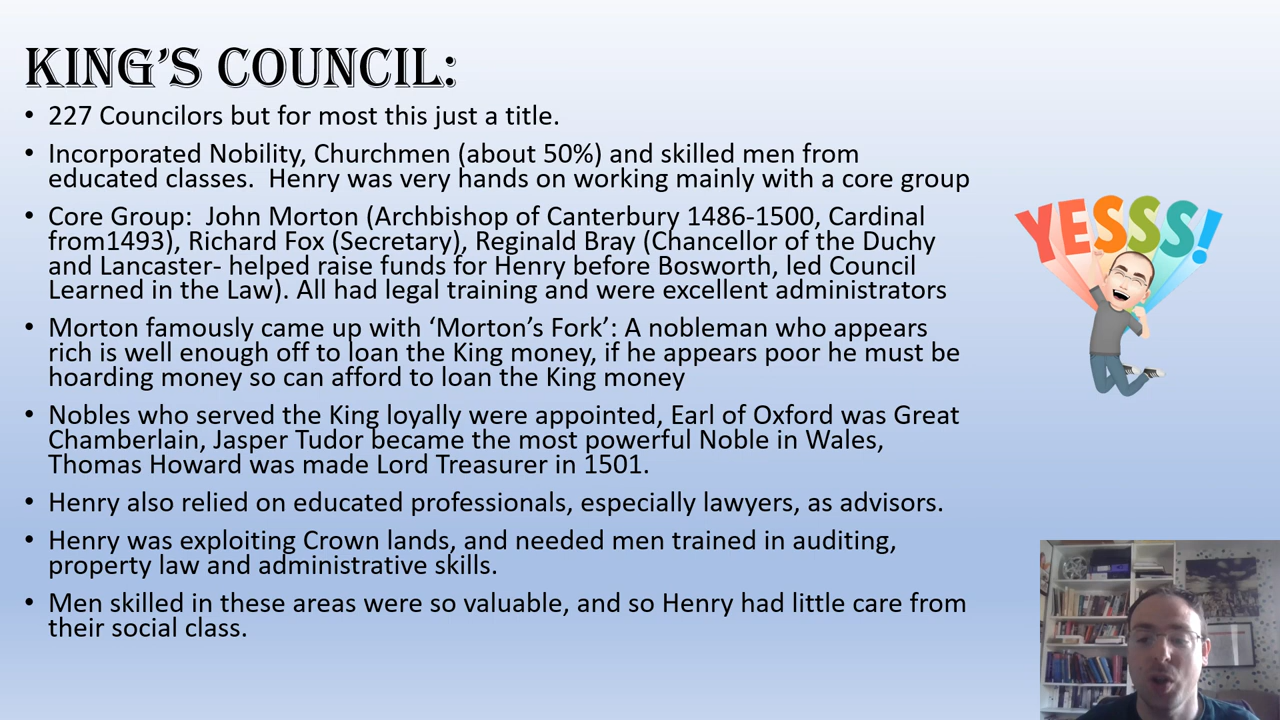 KING'S COUNCIL:
• 227 Councilors but for most this just a title.
• Incorporated Nobility, Churchmen (about 50%) and skilled men from
educated classes.  Henry was very hands on working mainly with a core group
• Core Group:  John Morton (Archbishop of Canterbury 1486-1500, Cardinal
from1493), Richard Fox (Secretary), Reginald Bray (Chancellor of the Duchy
and Lancaster- helped raise funds for Henry before Bosworth, led Council
Learned in the Law). All had legal training and were excellent administrators
• Morton famously came up with ‘Morton’s Fork’: A nobleman who appears
rich is well enough off to loan the King money, if he appears poor he must be
hoarding money so can afford to loan the King money
• Nobles who served the King loyally were appointed, Earl of Oxford was Great
Chamberlain, Jasper Tudor became the most powerful Noble in Wales,
Thomas Howard was made Lord Treasurer in 1501.
• Henry also relied on educated professionals, especially lawyers, as advisors.
• Henry was exploiting Crown lands, and needed men trained in auditing,
property law and administrative skills.
• Men skilled in these areas were so valuable, and so Henry had little care from
their social class.
YESSS!